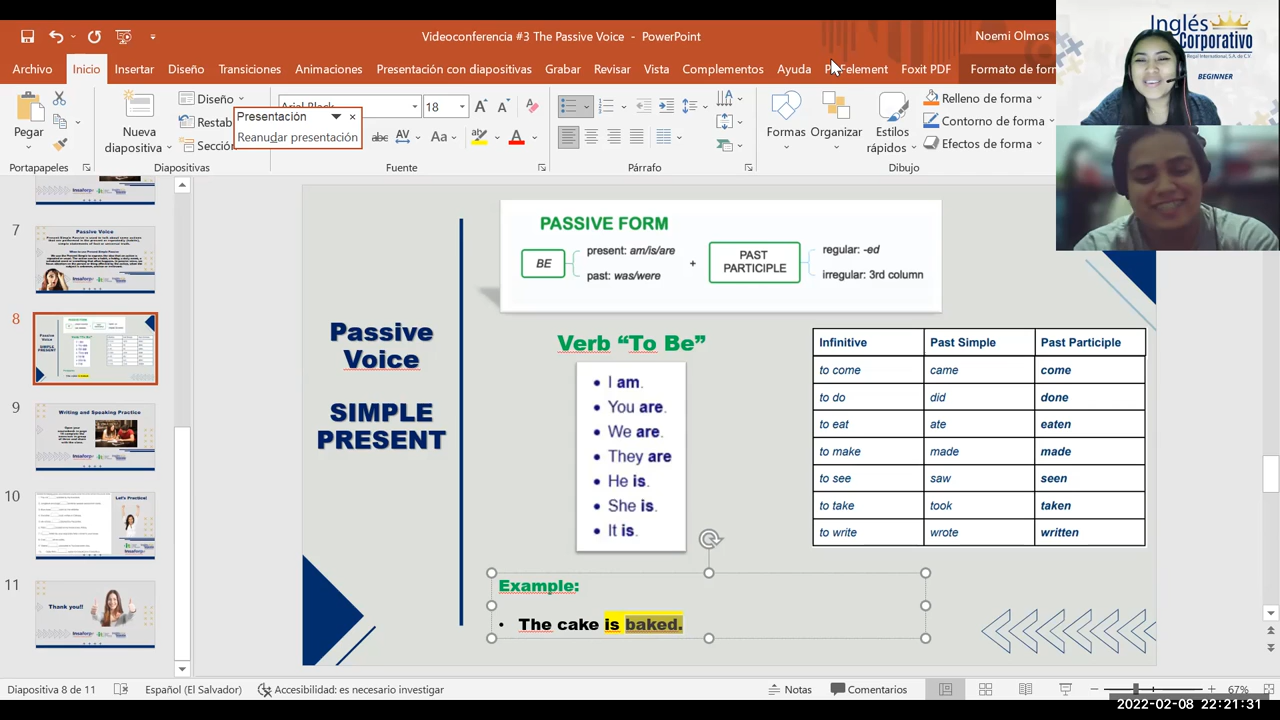 Videoconferencia #3 The Passive Voice - PowerPoint
Noemi Olmos
Inglés
Corporativo
BEGINNER
Archivo Inicio Insertar Diseño Transiciones Animaciones Presentación con diapositivas Grabar Revisar Vista Complementos Ayuda Foxit PDF
Pegar
Nueva
diapositiva
Diseño
Presentación
Reanudar presentación
Arial Black
18
Formas
Organizar
Estilos
rápidos
Relleno de forma
Contorno de forma
Efectos de forma
Portapapeles
Diapositivas
Fuente
Párrafo
Dibujo
7
Passive Voice
8
9
Writing and Speaking Practice
10
Let's Practice!
11
Thank you!!
PASSIVE FORM
BE
present: am/is/are
past: was/were
+
PAST
PARTICIPLE
regular: -ed
irregular: 3rd column
Passive
Voice
SIMPLE
PRESENT
Verb “To Be”
• I am.
• You are.
• We are.
• They are
• He is.
• She is.
• It is.
Infinitive Past Simple Past Participle
to come came come
to do did done
to eat ate eaten
to make made made
to see saw seen
to take took taken
to write wrote written
Example:
• The cake is baked.
Diapositiva 8 de 11
Español (El Salvador)
Accesibilidad: es necesario investigar
Notas
Comentarios
67%
2022-02-08 22:21:31